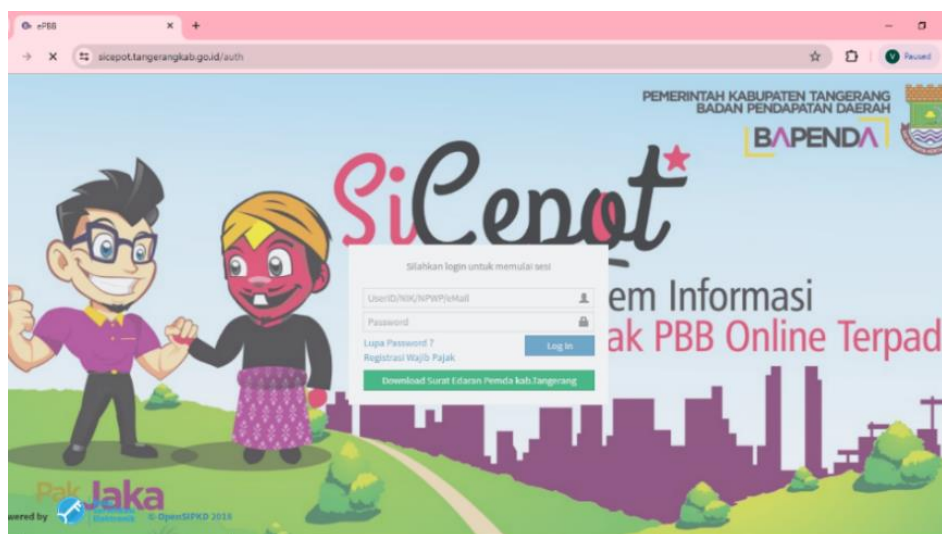 ePBB
sicepot.tangerangkab.go.id/auth
Paused
PEMERINTAH KABUPATEN TANGERANG
BADAN PENDAPATAN DAERAH
BAPENDA
SiCepot
Silahkan login untuk memulai sesi
UserID/NIK/NPWP/eMail
em Informasi
Password
ak PBB Online Terpad
Lupa Password ?
Log In
Registrasi Wajib Pajak
Download Surat Edaran Pemda kab.Tangerang
Pak Jaka
wered by
© OpenSIPKD 2018